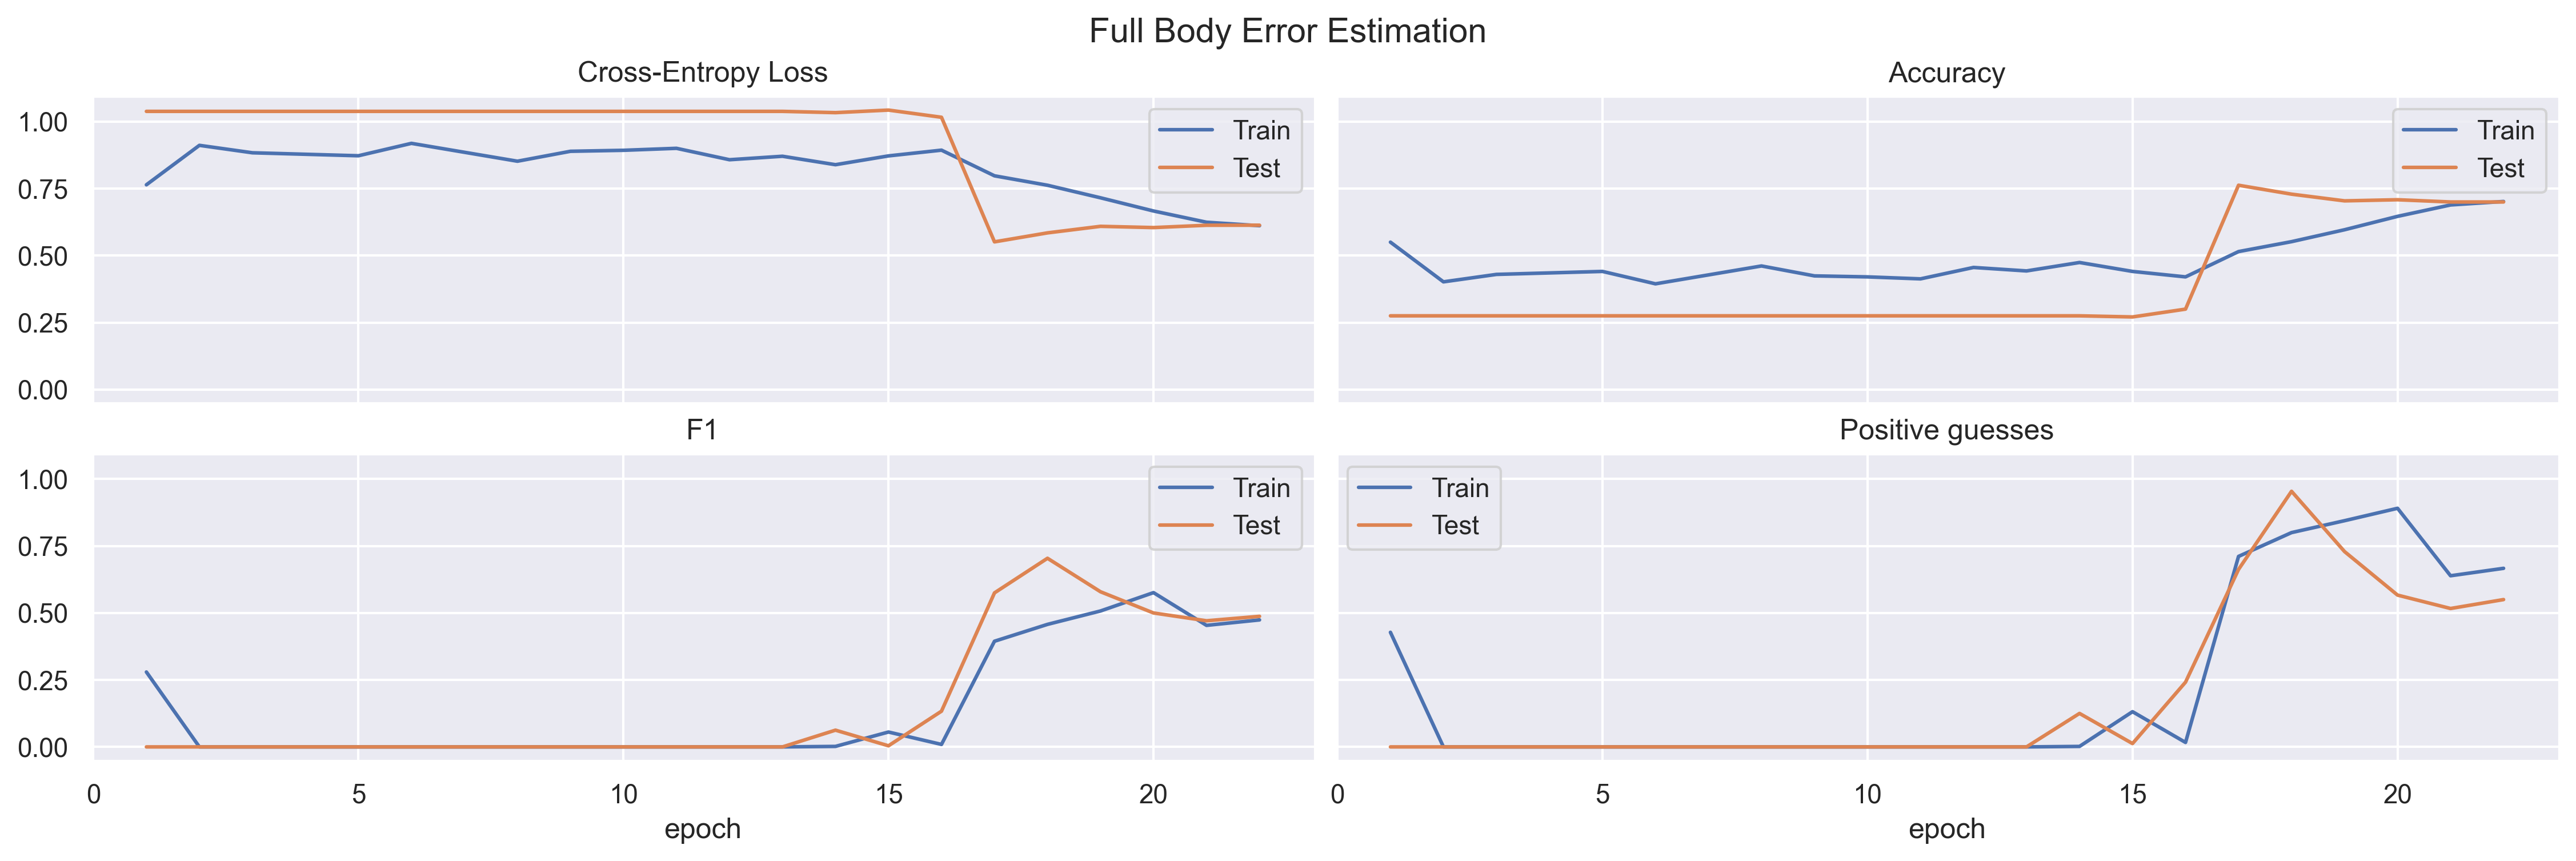 Full Body Error Estimation
Cross-Entropy Loss
1.00
0.75
0.50
0.25
0.00
Train
Test
Accuracy
Train
Test
F1
1.00
0.75
0.50
0.25
0.00
Train
Test
0 5 10 15 20
epoch
Positive guesses
Train
Test
0 5 10 15 20
epoch